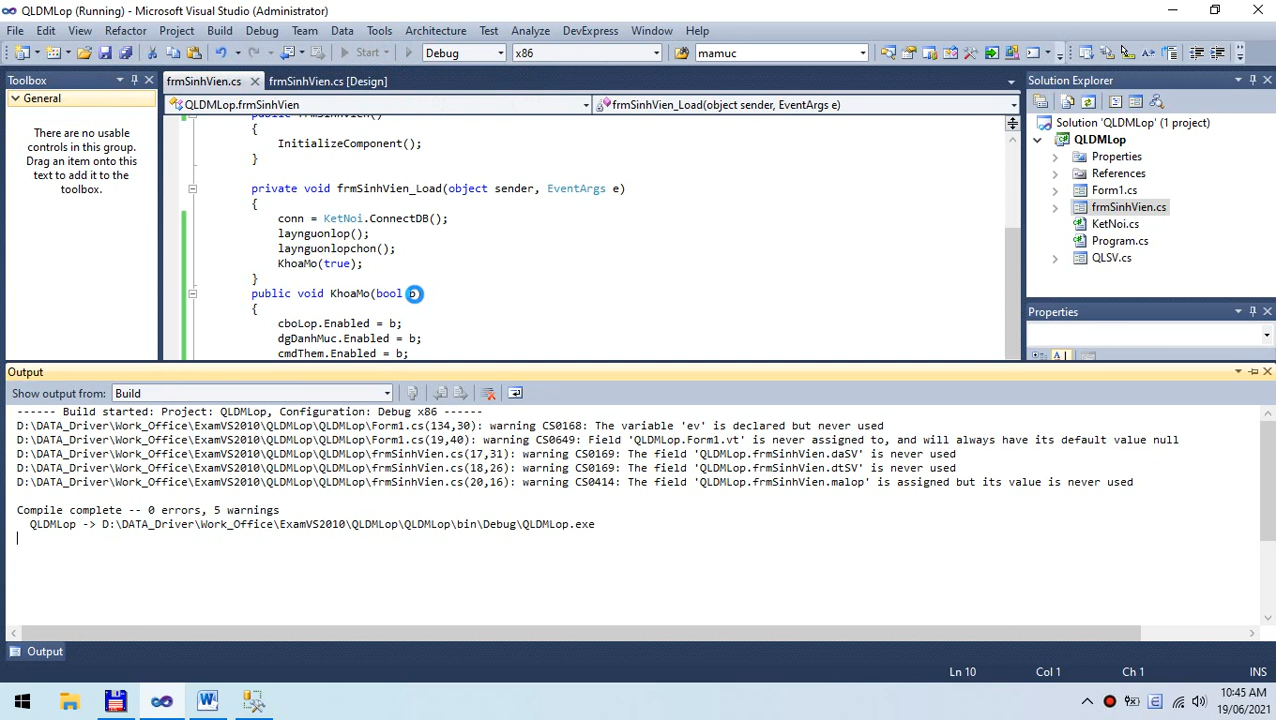 QLDMLop (Running) - Microsoft Visual Studio (Administrator)
File Edit View Refactor Project Build Debug Team Data Tools Architecture Test Analyze DevExpress Window Help
Start Debug x86 mamuc
Toolbox
General
There are no usable
controls in this group.
Drag an item onto this
text to add it to the
toolbox.
frmSinhVien.cs frmSinhVien.cs [Design]
QLDMLop.frmSinhVien frmSinhVien_Load(object sender, EventArgs e)
public frmSinhVien()
{
InitializeComponent();
}
private void frmSinhVien_Load(object sender, EventArgs e)
{
conn = KetNoi.ConnectDB();
laynguonlop();
laynguonlopchon();
KhoaMo(true);
}
public void KhoaMo(bool b)
{
cboLop.Enabled = b;
dgDanhMuc.Enabled = b;
cmdThem.Enabled = b;
Solution Explorer
Solution 'QLDMLop' (1 project)
QLDMLop
Properties
References
Form1.cs
frmSinhVien.cs
KetNoi.cs
Program.cs
QLSV.cs
Properties
Output
Show output from: Build
------ Build started: Project: QLDMLop, Configuration: Debug x86 ------
D:\DATA_Driver\Work_Office\ExamVS2010\QLDMLop\QLDMLop\Form1.cs(134,30): warning CS0168: The variable 'ev' is declared but never used
D:\DATA_Driver\Work_Office\ExamVS2010\QLDMLop\QLDMLop\Form1.cs(19,40): warning CS0649: Field 'QLDMLop.Form1.vt' is never assigned to, and will always have its default value null
D:\DATA_Driver\Work_Office\ExamVS2010\QLDMLop\QLDMLop\frmSinhVien.cs(17,31): warning CS0169: The field 'QLDMLop.frmSinhVien.daSV' is never used
D:\DATA_Driver\Work_Office\ExamVS2010\QLDMLop\QLDMLop\frmSinhVien.cs(18,26): warning CS0169: The field 'QLDMLop.frmSinhVien.dtSV' is never used
D:\DATA_Driver\Work_Office\ExamVS2010\QLDMLop\QLDMLop\frmSinhVien.cs(20,16): warning CS0414: The field 'QLDMLop.frmSinhVien.malop' is assigned but its value is never used
Compile complete -- 0 errors, 5 warnings
QLDMLop -> D:\DATA_Driver\Work_Office\ExamVS2010\QLDMLop\QLDMLop\bin\Debug\QLDMLop.exe
Output
Ln 10 Col 1 Ch 1 INS
10:45 AM
19/06/2021